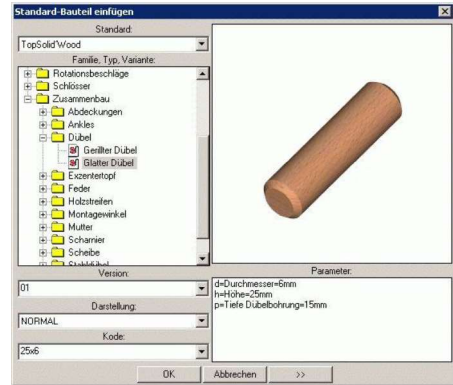 Standard-Bauteil einfügen
Standard:
TopSolid'Wood
Familie, Typ, Variante:
Rotationsbeschläge
Schlösser
Zusammenbau
Abdeckungen
Ankles
Dübel
Gerillter Dübel
Glatter Dübel
Exzentertopf
Feder
Holzstreifen
Montagewinkel
Mutter
Scharnier
Scheibe
Stahldübel
Version:
01
Darstellung:
NORMAL
Kode:
25x6
Parameter:
d=Durchmesser=6mm
h=Höhe=25mm
p=Tiefe Dübelbohrung=15mm
OK
Abbrechen
>>